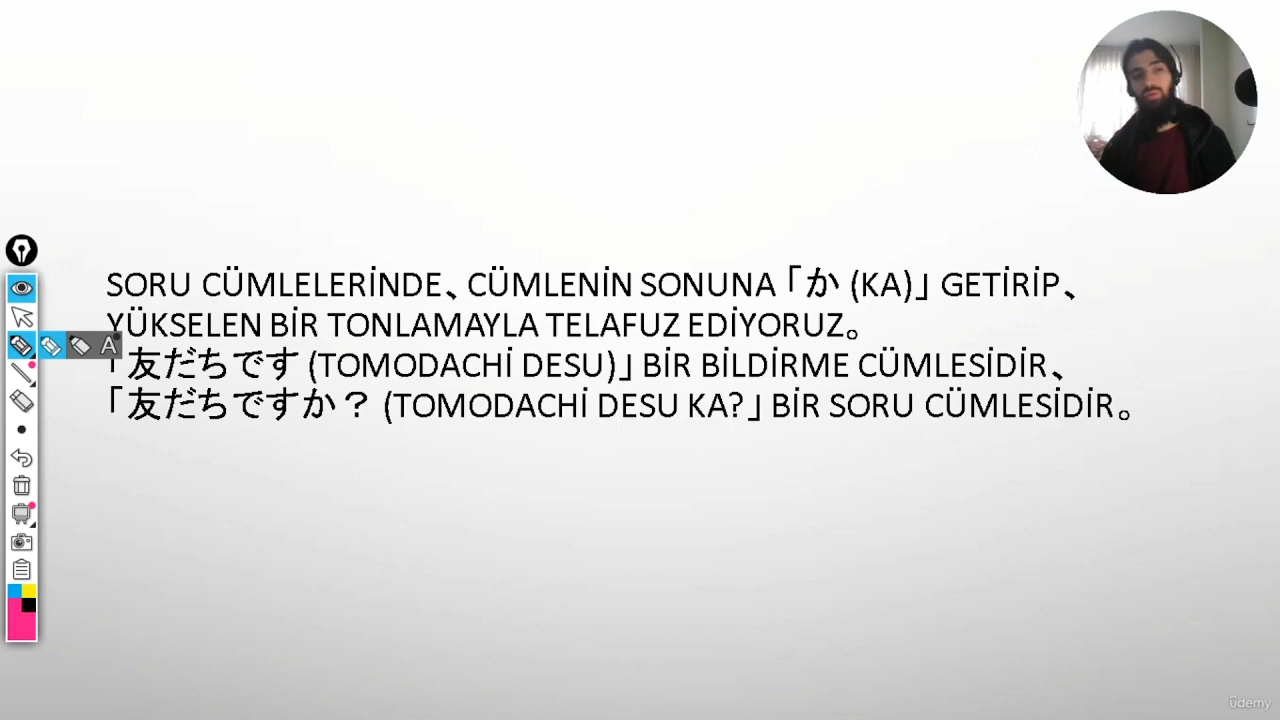 SORU CÜMLELERİNDE、CÜMLENİN SONUNA 「か (KA)」 GETİRİP、
YÜKSELEN BİR TONLAMAYLA TELAFUZ EDİYORUZ。
「友だちです (TOMODACHİ DESU)」 BİR BİLDİRME CÜMLESİDİR、
「友だちですか？ (TOMODACHİ DESU KA?」 BİR SORU CÜMLESİDİR。
A
ûdemy